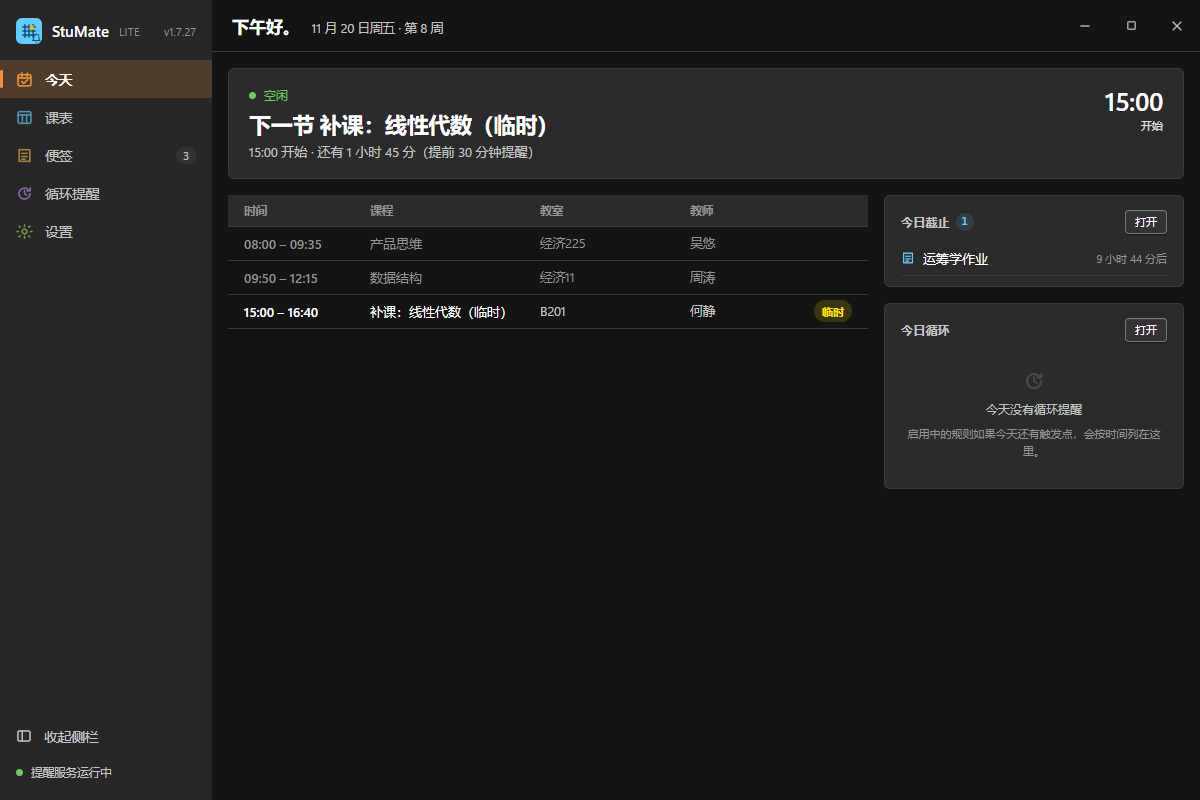 StuMate LITE v1.7.27
今天
课表
便签 3
循环提醒
设置
收起侧栏
提醒服务运行中
下午好。 11 月 20 日周五 · 第 8 周
空闲
下一节 补课：线性代数（临时）
15:00 开始 · 还有 1 小时 45 分（提前 30 分钟提醒）
15:00
开始
时间 课程 教室 教师
08:00 – 09:35 产品思维 经济225 吴悠
09:50 – 12:15 数据结构 经济11 周涛
15:00 – 16:40 补课：线性代数（临时） B201 何静 临时
今日截止 1 打开
运筹学作业 9 小时 44 分后
今日循环 打开
今天没有循环提醒
启用中的规则如果今天还有触发点，会按时间列在这
里。